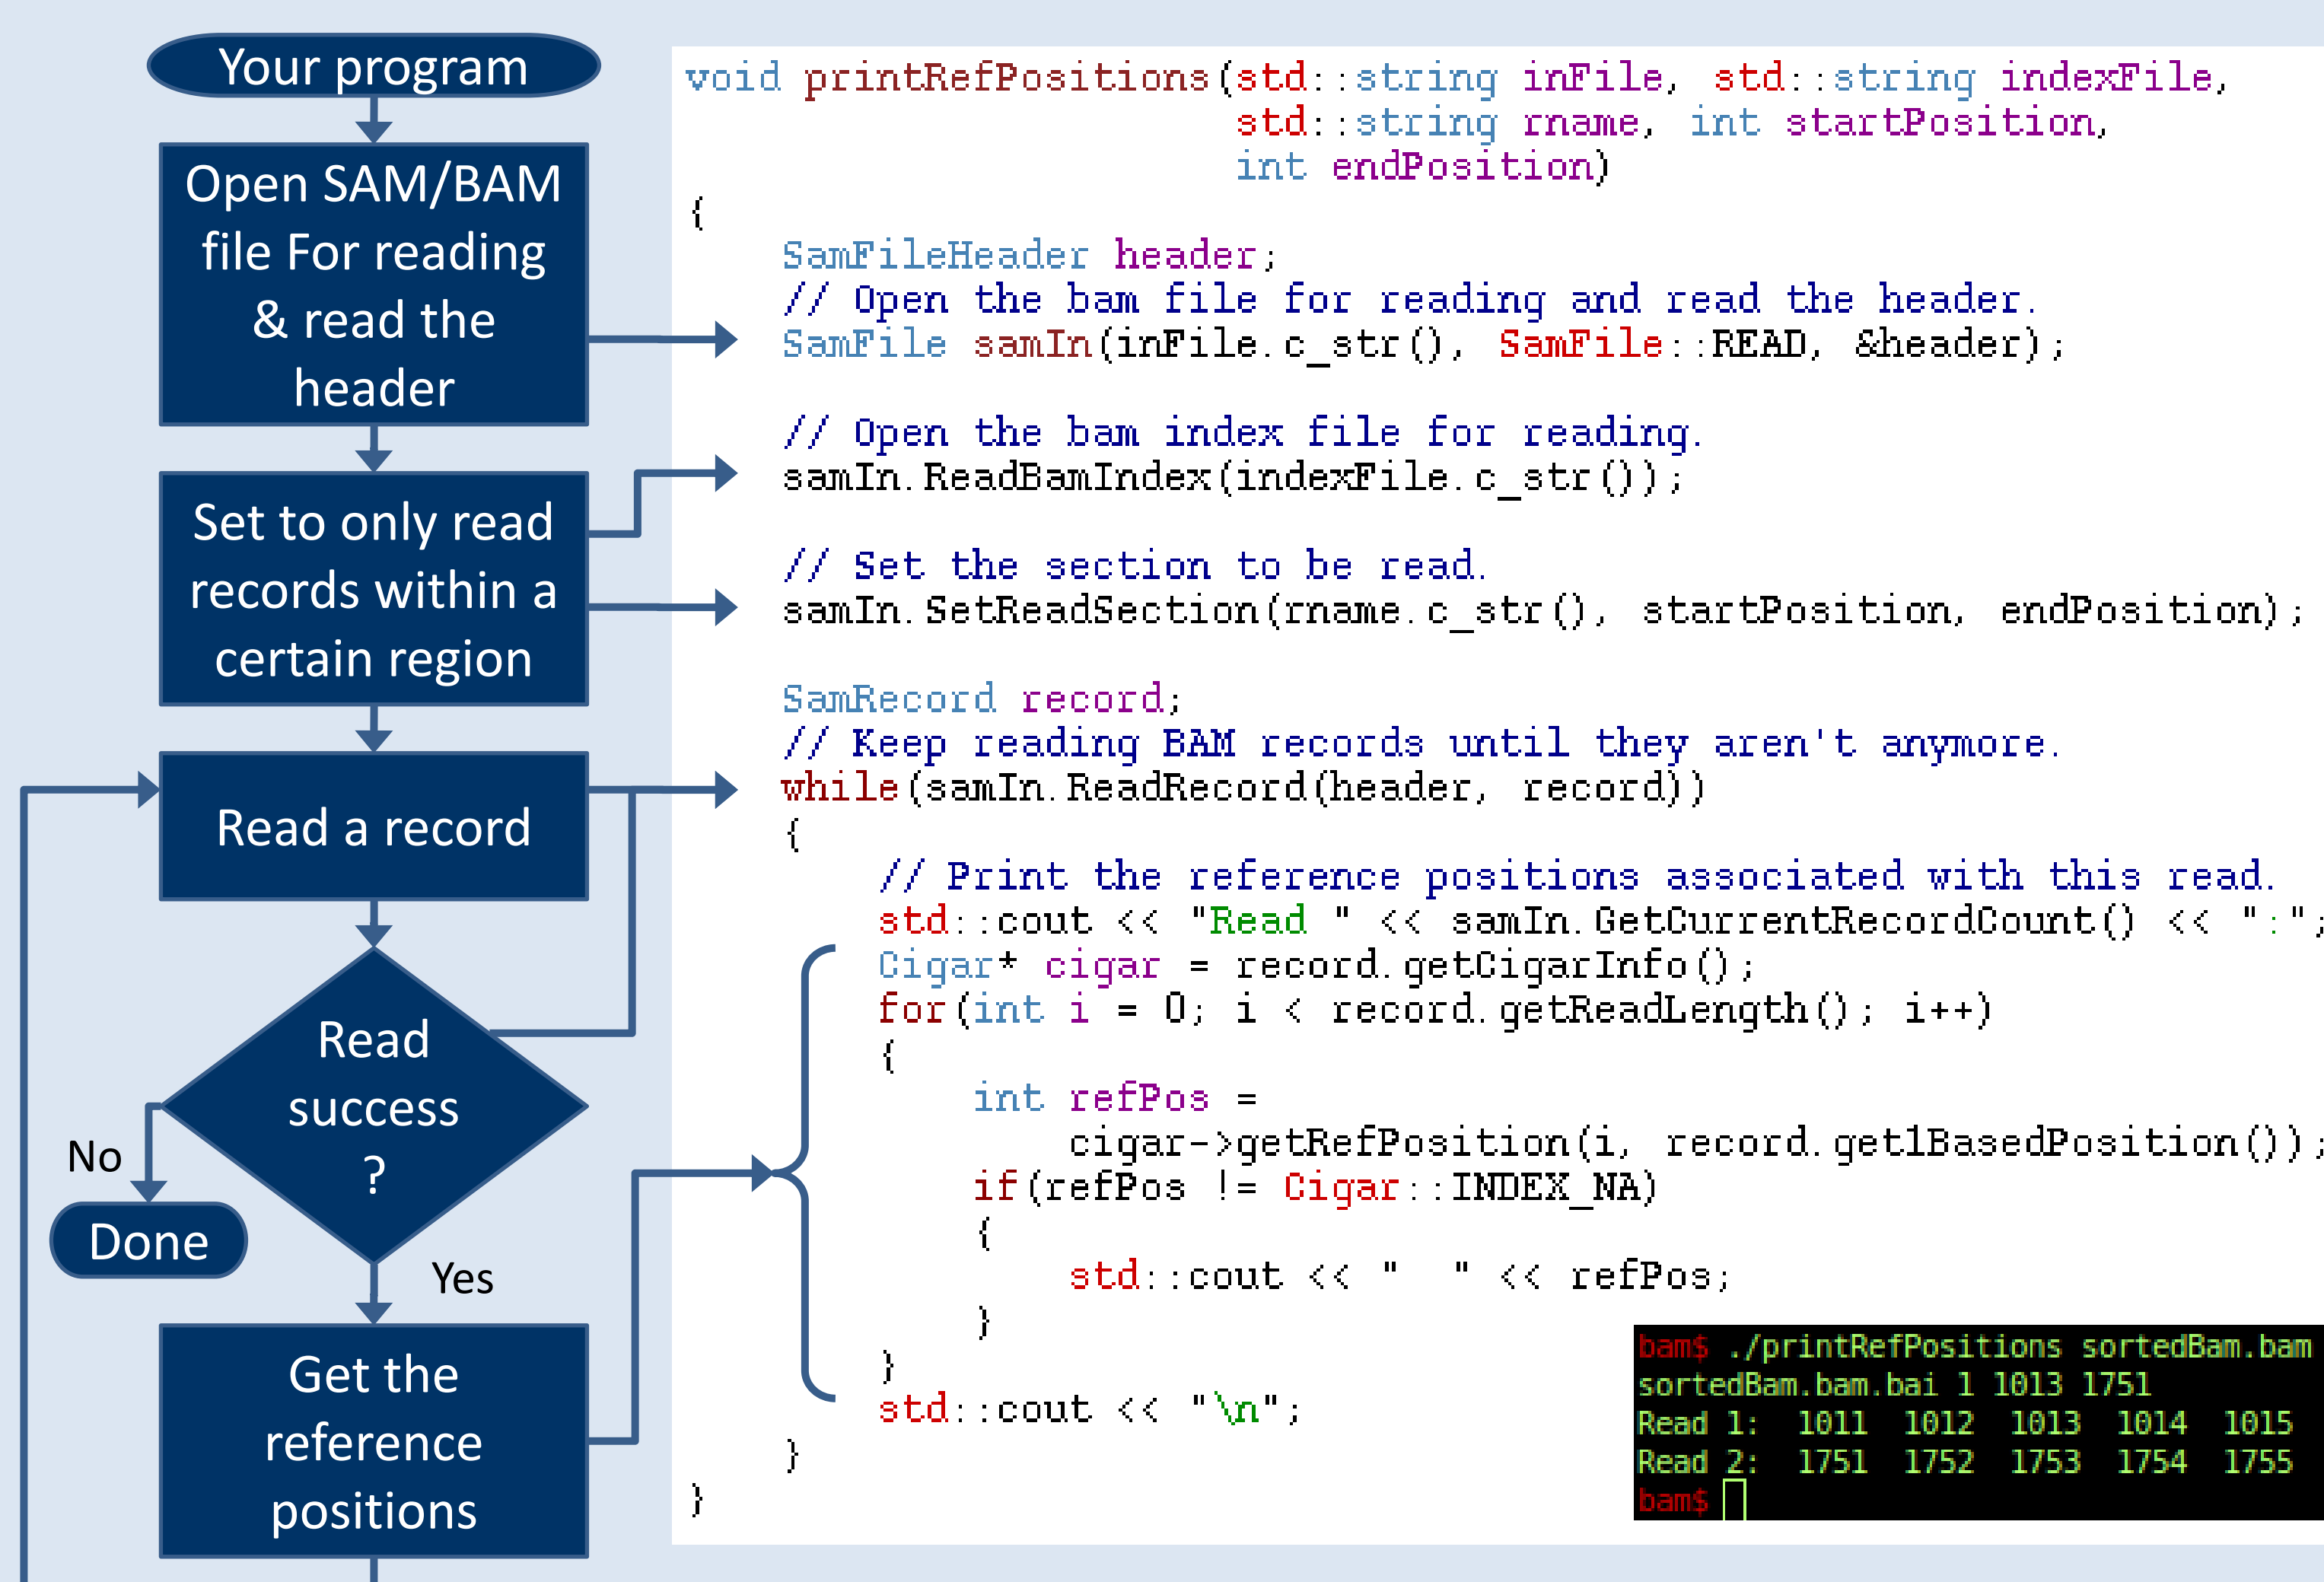 Your program
Open SAM/BAM
file For reading
& read the
header
Set to only read
records within a
certain region
Read a record
Read
success
?
No
Done
Yes
Get the
reference
positions
void printRefPositions(std::string inFile, std::string indexFile,
std::string rname, int startPosition,
int endPosition)
{
SamFileHeader header;
// Open the bam file for reading and read the header.
SamFile samIn(inFile.c_str(), SamFile::READ, &header);
// Open the bam index file for reading.
samIn.ReadBamIndex(indexFile.c_str());
// Set the section to be read.
samIn.SetReadSection(rname.c_str(), startPosition, endPosition);
SamRecord record;
// Keep reading BAM records until they aren't anymore.
while(samIn.ReadRecord(header, record))
{
// Print the reference positions associated with this read.
std::cout << "Read " << samIn.GetCurrentRecordCount() << ":";
Cigar* cigar = record.getCigarInfo();
for(int i = 0; i < record.getReadLength(); i++)
{
int refPos =
cigar->getRefPosition(i, record.get1BasedPosition());
if(refPos != Cigar::INDEX_NA)
{
std::cout << "  " << refPos;
}
}
std::cout << "\n";
}
}
bam$ ./printRefPositions sortedBam.bam
sortedBam.bam.bai 1 1013 1751
Read 1:  1011  1012  1013  1014  1015
Read 2:  1751  1752  1753  1754  1755
bam$